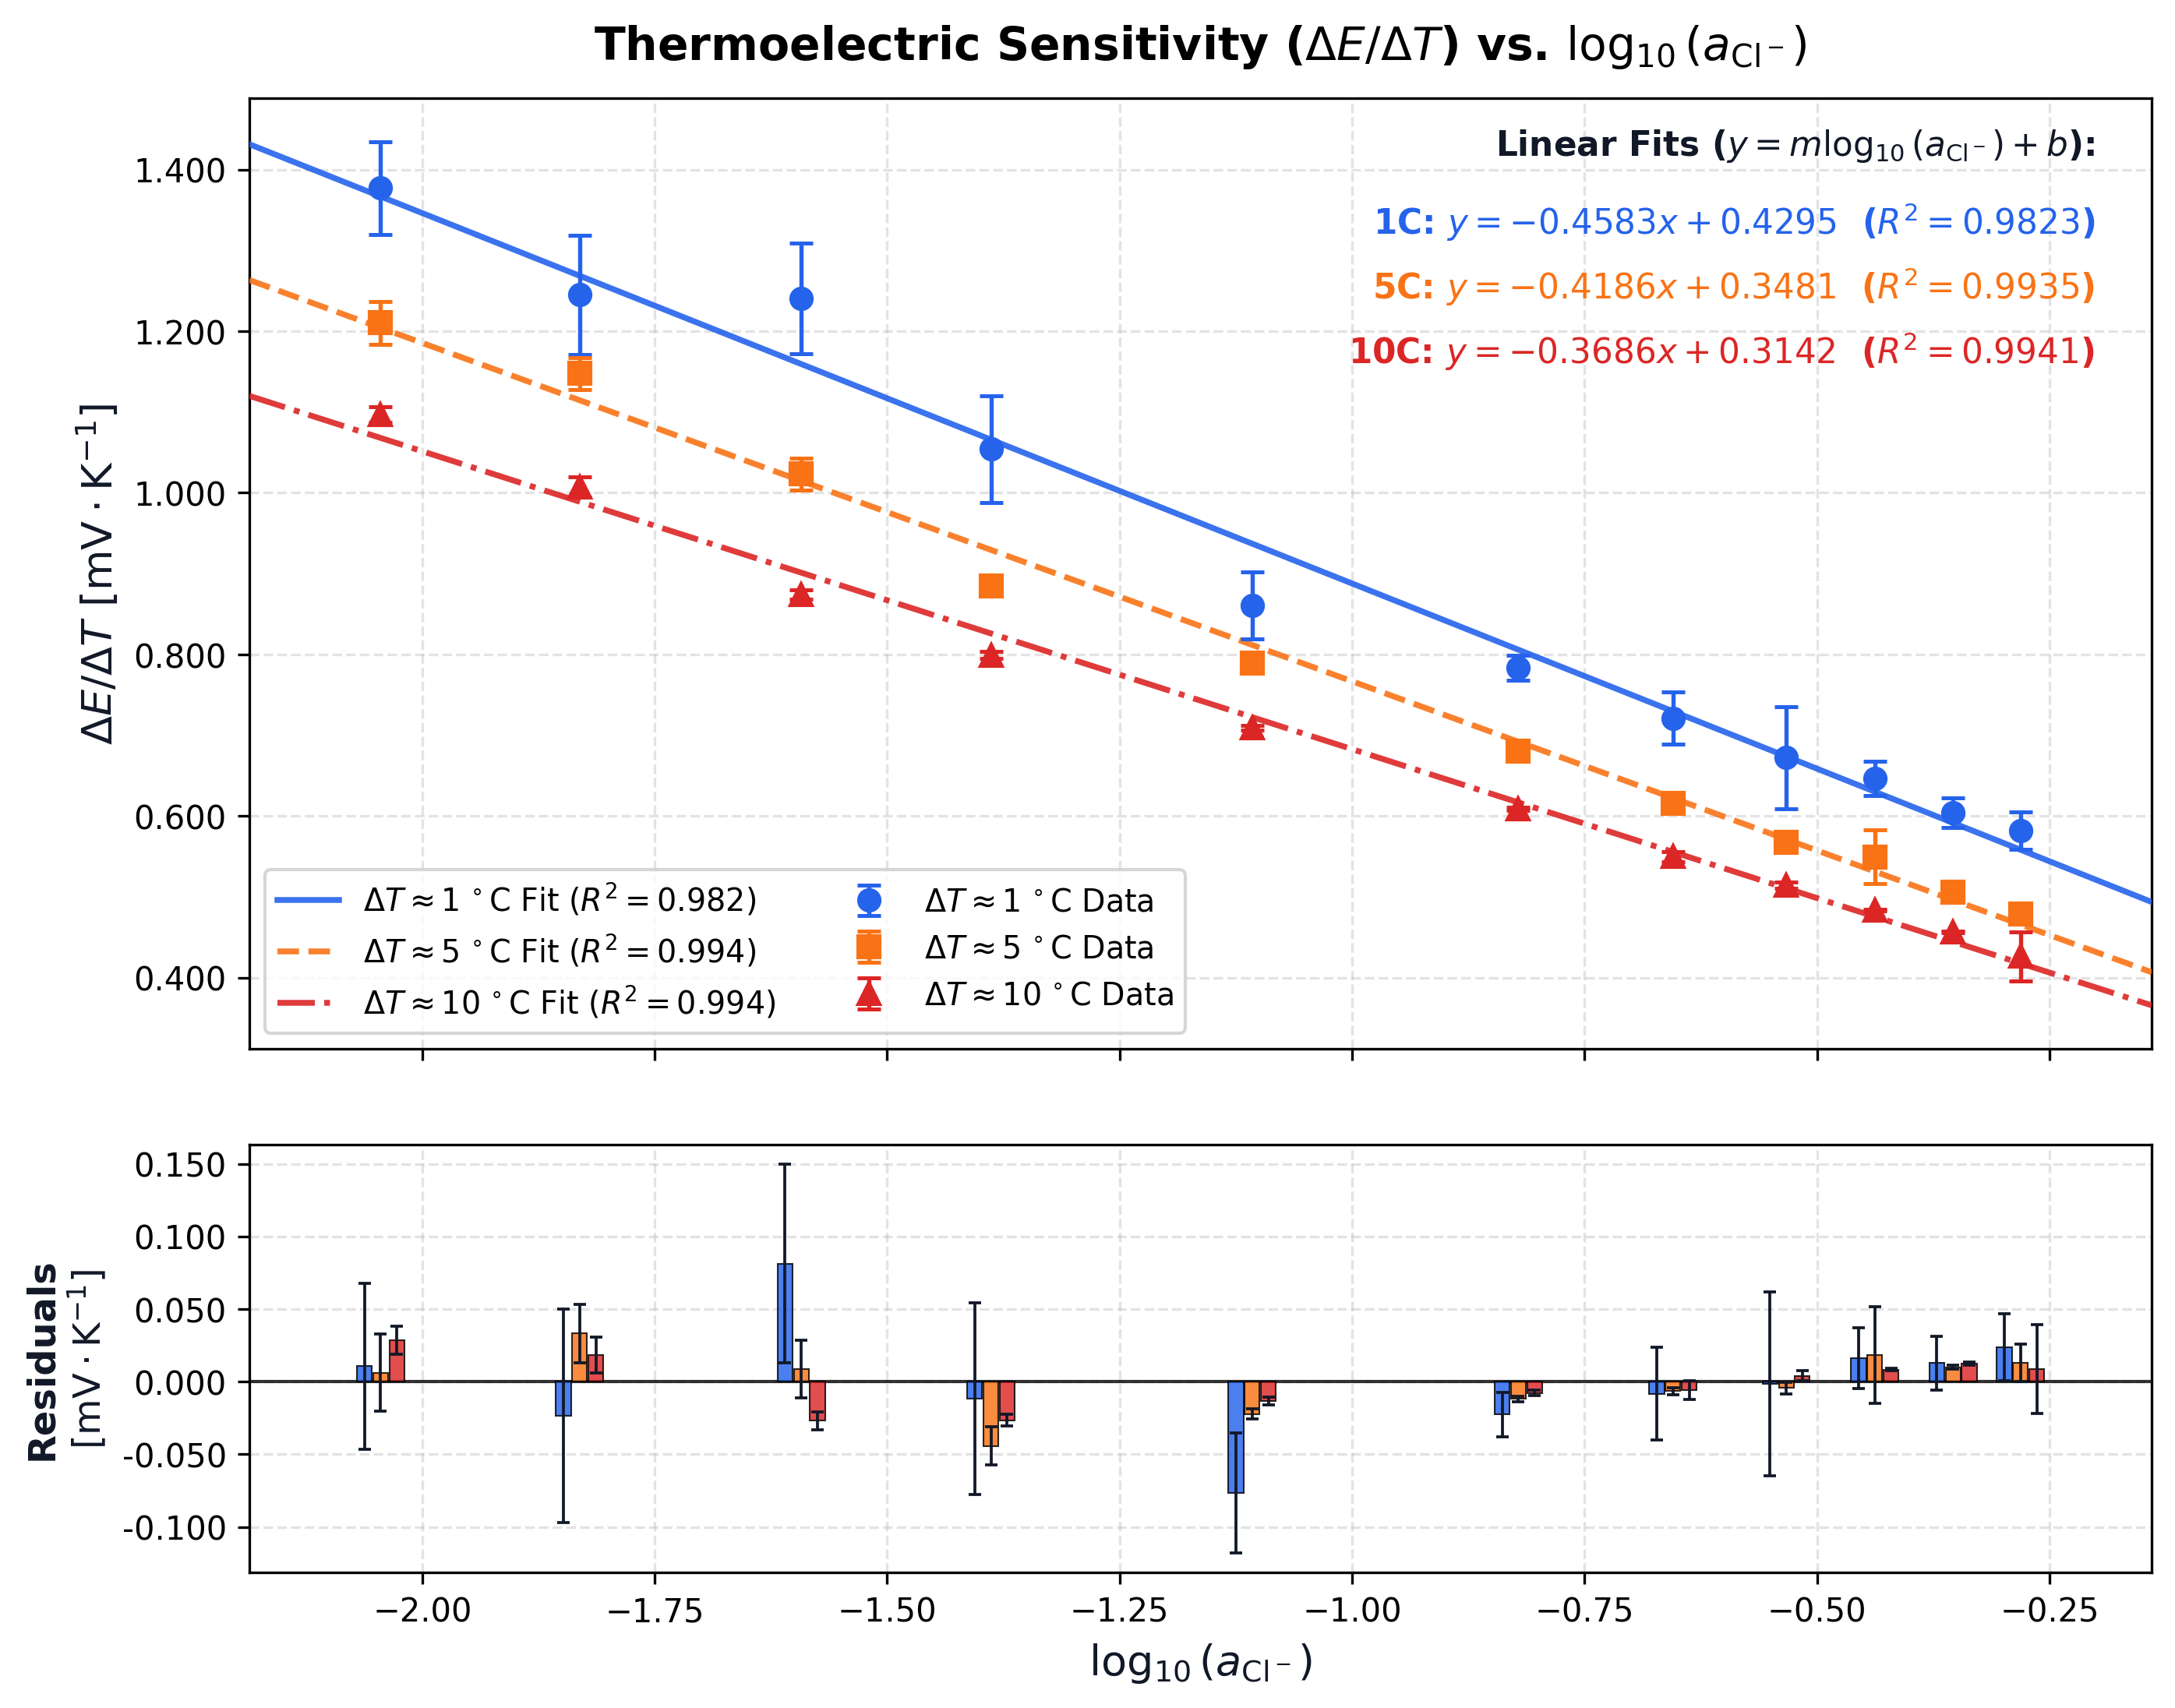 Thermoelectric Sensitivity (ΔE/ΔT) vs. log₁₀(a_Cl⁻)
Linear Fits (y = mlog₁₀(a_Cl⁻) + b):
1C: y = −0.4583x + 0.4295 (R² = 0.9823)
5C: y = −0.4186x + 0.3481 (R² = 0.9935)
10C: y = −0.3686x + 0.3142 (R² = 0.9941)
ΔE/ΔT [mV · K⁻¹]
1.400
1.200
1.000
0.800
0.600
0.400
ΔT ≈ 1 °C Fit (R² = 0.982)
ΔT ≈ 5 °C Fit (R² = 0.994)
ΔT ≈ 10 °C Fit (R² = 0.994)
ΔT ≈ 1 °C Data
ΔT ≈ 5 °C Data
ΔT ≈ 10 °C Data
Residuals
[mV · K⁻¹]
0.150
0.100
0.050
0.000
-0.050
-0.100
−2.00 −1.75 −1.50 −1.25 −1.00 −0.75 −0.50 −0.25
log₁₀(a_Cl⁻)